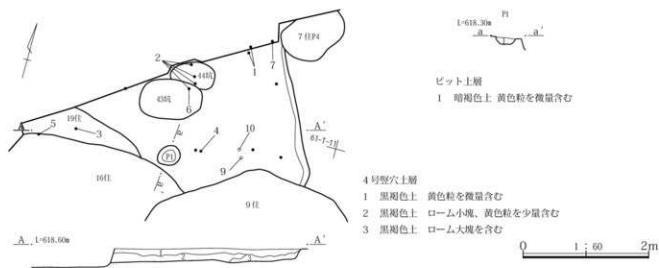 P1
L=618.30m
a a'
7住P4
2
1
7
44坑
43坑
6
19住
A
5
3
4
10
A'
P1
a
a'
9
16住
9住
ピット土層
1 暗褐色土 黄色粒を微量含む
4号竪穴土層
1 黒褐色土 黄色粒を微量含む
2 黒褐色土 ローム小塊、黄色粒を少量含む
3 黒褐色土 ローム大塊を含む
A L=618.60m A'
1
2
3
0 1：60 2m